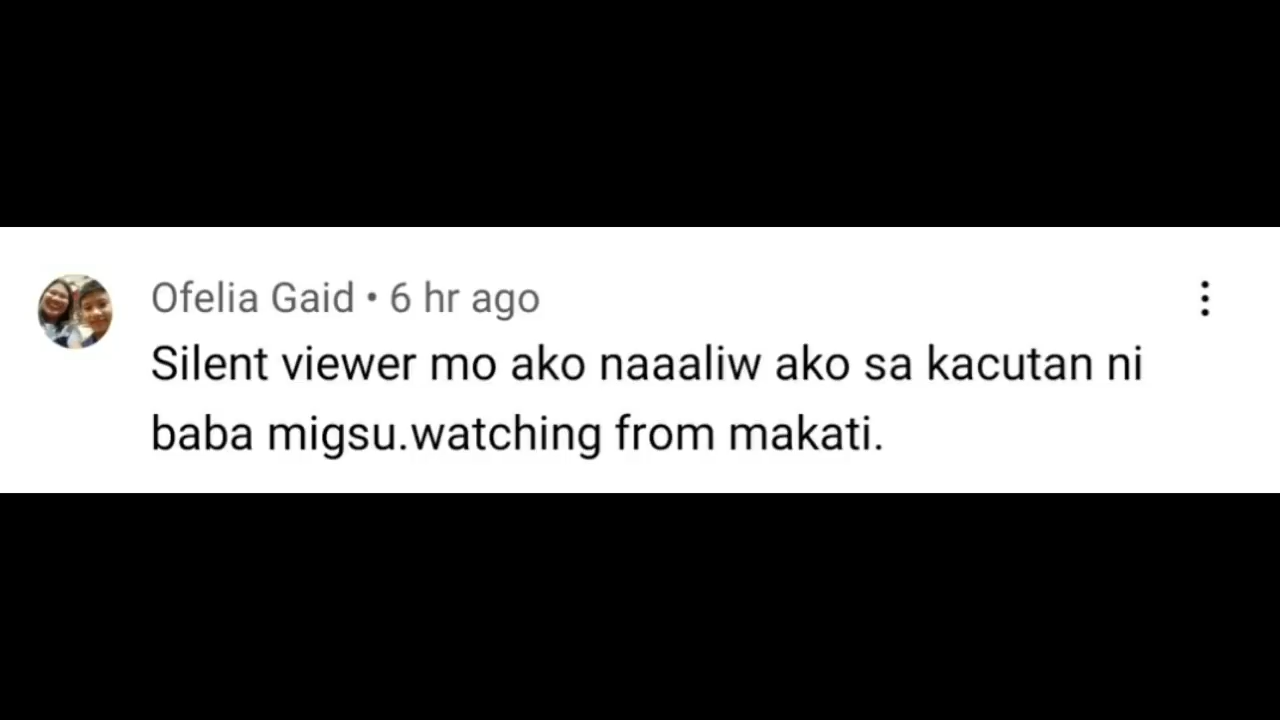 Ofelia Gaid • 6 hr ago
Silent viewer mo ako naaaliw ako sa kacutan ni
baba migsu.watching from makati.